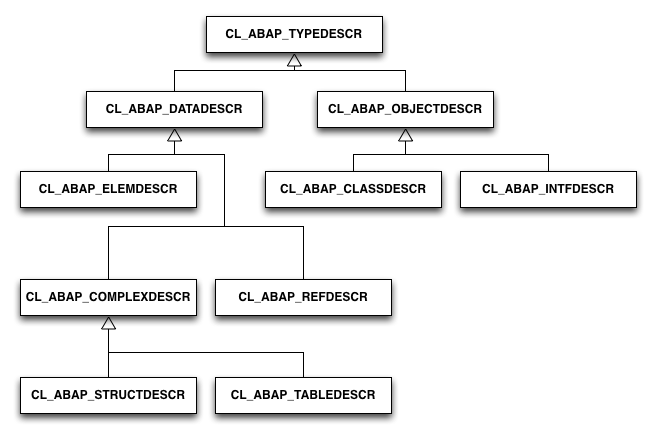 CL_ABAP_TYPEDESCR
CL_ABAP_DATADESCR
CL_ABAP_OBJECTDESCR
CL_ABAP_ELEMDESCR
CL_ABAP_CLASSDESCR
CL_ABAP_INTFDESCR
CL_ABAP_COMPLEXDESCR
CL_ABAP_REFDESCR
CL_ABAP_STRUCTDESCR
CL_ABAP_TABLEDESCR